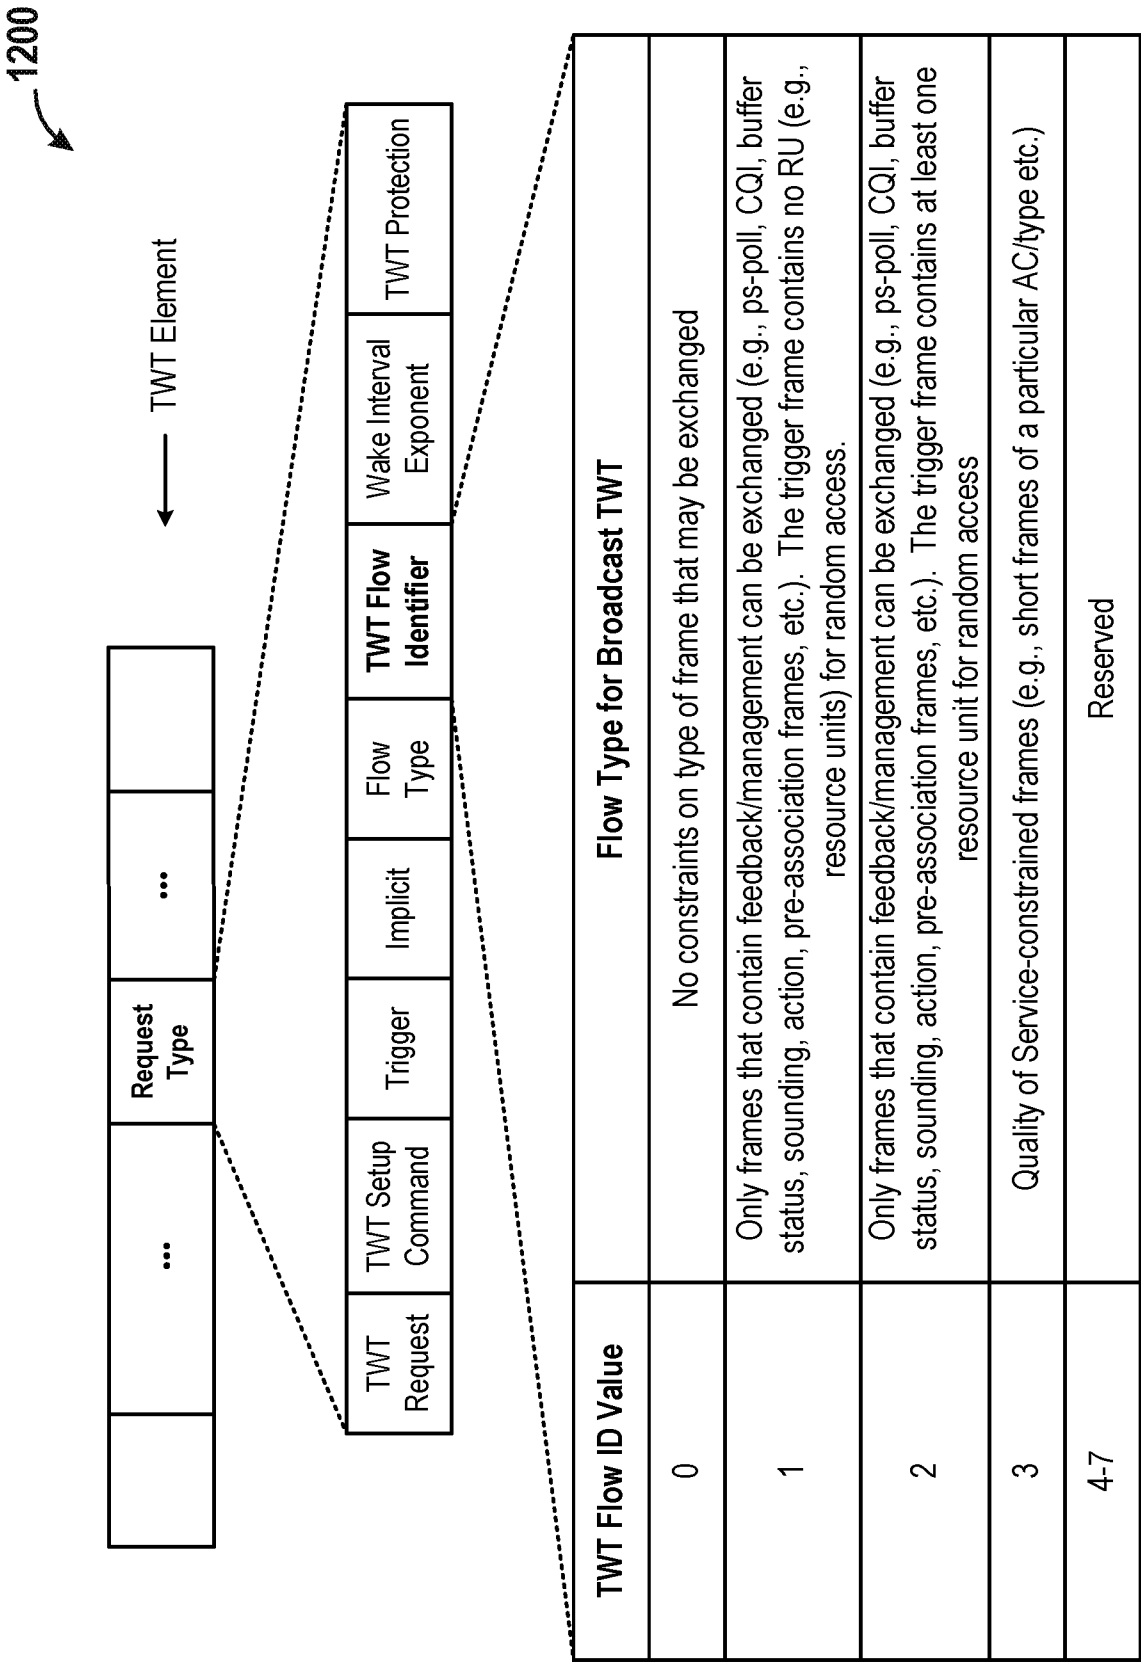 1200
TWT Element
...
Request
Type
...
TWT
Request
TWT Setup
Command
Trigger
Implicit
Flow
Type
TWT Flow
Identifier
Wake Interval
Exponent
TWT Protection
TWT Flow ID Value
Flow Type for Broadcast TWT
0
No constraints on type of frame that may be exchanged
1
Only frames that contain feedback/management can be exchanged (e.g., ps-poll, CQI, buffer
status, sounding, action, pre-association frames, etc.). The trigger frame contains no RU (e.g.,
resource units) for random access.
2
Only frames that contain feedback/management can be exchanged (e.g., ps-poll, CQI, buffer
status, sounding, action, pre-association frames, etc.). The trigger frame contains at least one
resource unit for random access
3
Quality of Service-constrained frames (e.g., short frames of a particular AC/type etc.)
4-7
Reserved